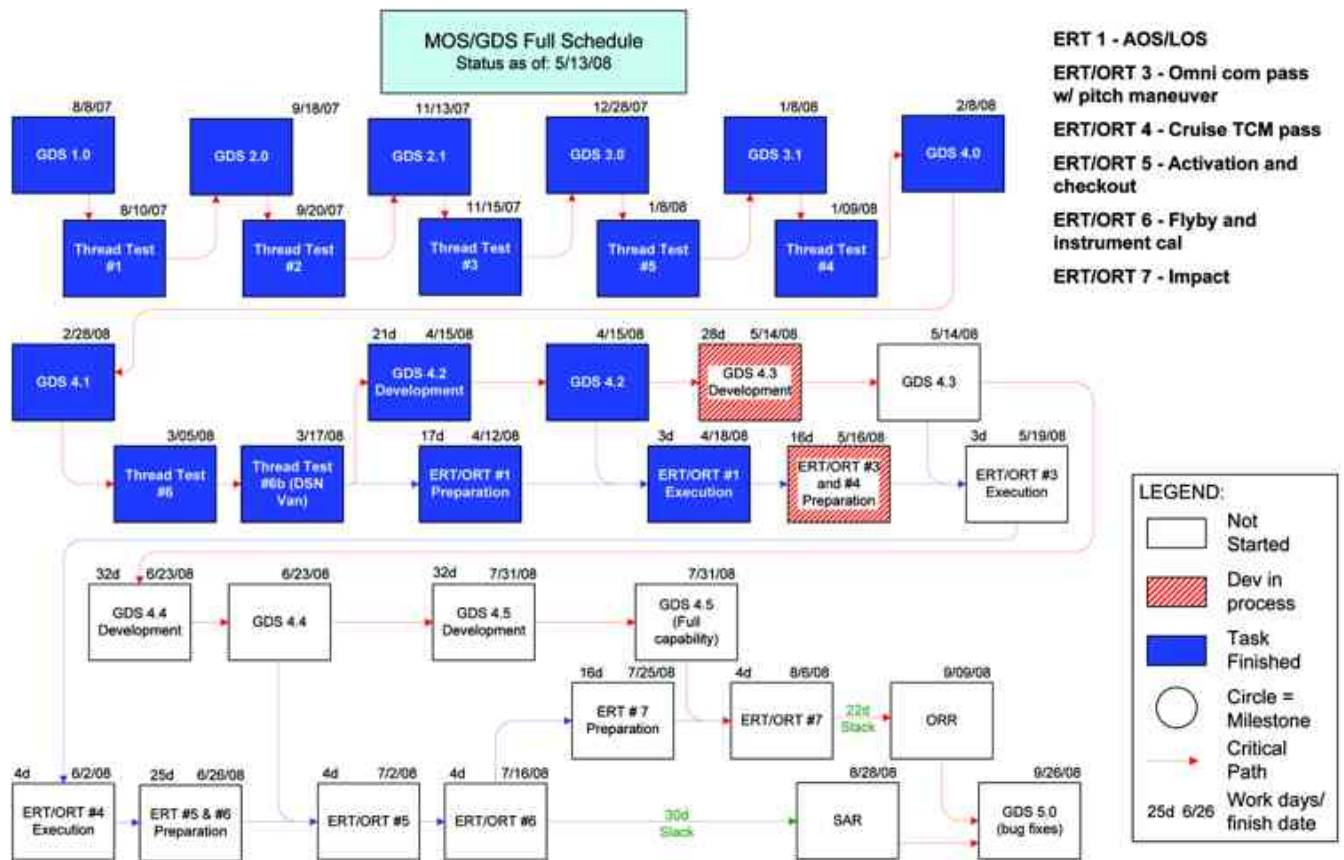 MOS/GDS Full Schedule
Status as of: 5/13/08
ERT 1 - AOS/LOS
ERT/ORT 3 - Omni com pass
w/ pitch maneuver
ERT/ORT 4 - Cruise TCM pass
ERT/ORT 5 - Activation and
checkout
ERT/ORT 6 - Flyby and
instrument cal
ERT/ORT 7 - Impact
8/8/07
GDS 1.0
9/18/07
GDS 2.0
11/13/07
GDS 2.1
12/28/07
GDS 3.0
1/8/08
GDS 3.1
2/8/08
GDS 4.0
8/10/07
Thread Test
#1
9/20/07
Thread Test
#2
11/15/07
Thread Test
#3
1/8/08
Thread Test
#5
1/09/08
Thread Test
#4
2/28/08
GDS 4.1
21d 4/15/08
GDS 4.2
Development
4/15/08
GDS 4.2
28d 5/14/08
GDS 4.3
Development
5/14/08
GDS 4.3
3/05/08
Thread Test
#6
3/17/08
Thread Test
#6b (DSN
Van)
17d 4/12/08
ERT/ORT #1
Preparation
3d 4/18/08
ERT/ORT #1
Execution
16d 5/16/08
ERT/ORT #3
and #4
Preparation
3d 5/19/08
ERT/ORT #3
Execution
32d 6/23/08
GDS 4.4
Development
6/23/08
GDS 4.4
32d 7/31/08
GDS 4.5
Development
7/31/08
GDS 4.5
(Full
capability)
16d 7/25/08
ERT # 7
Preparation
4d 8/6/08
ERT/ORT #7
22d
Slack
9/09/08
ORR
4d 6/2/08
ERT/ORT #4
Execution
25d 6/26/08
ERT #5 & #6
Preparation
4d 7/2/08
ERT/ORT #5
4d 7/16/08
ERT/ORT #6
30d
Slack
8/28/08
SAR
9/26/08
GDS 5.0
(bug fixes)
LEGEND:
Not
Started
Dev in
process
Task
Finished
Circle =
Milestone
Critical
Path
25d 6/26 Work days/
finish date